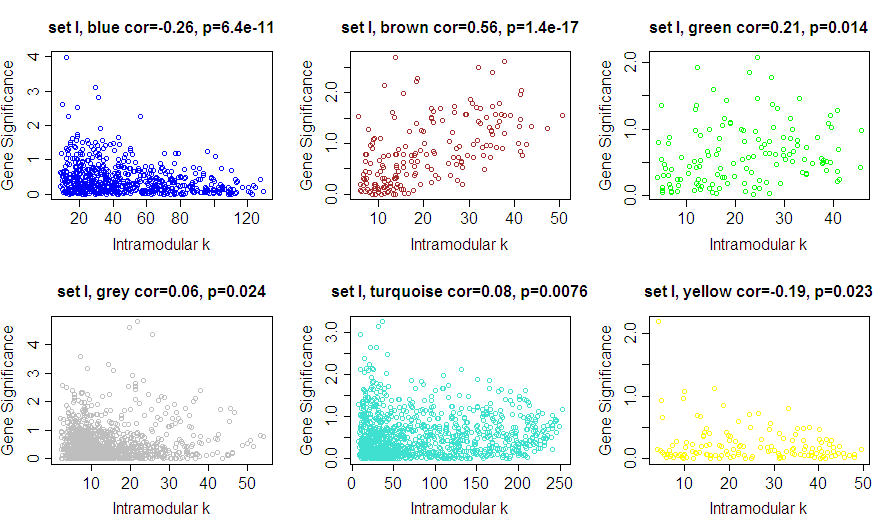 set I, blue cor=-0.26, p=6.4e-11
set I, brown cor=0.56, p=1.4e-17
set I, green cor=0.21, p=0.014
Gene Significance
0 1 2 3 4
20 40 60 80 100 120
Intramodular k
Gene Significance
0.0 1.0 2.0
10 20 30 40 50
Intramodular k
Gene Significance
0.0 1.0 2.0
10 20 30 40
Intramodular k
set I, grey cor=0.06, p=0.024
set I, turquoise cor=0.08, p=0.0076
set I, yellow cor=-0.19, p=0.023
Gene Significance
0 1 2 3 4
10 20 30 40 50
Intramodular k
Gene Significance
0.0 1.0 2.0 3.0
0 50 100 150 200 250
Intramodular k
Gene Significance
0.0 1.0 2.0
10 20 30 40 50
Intramodular k